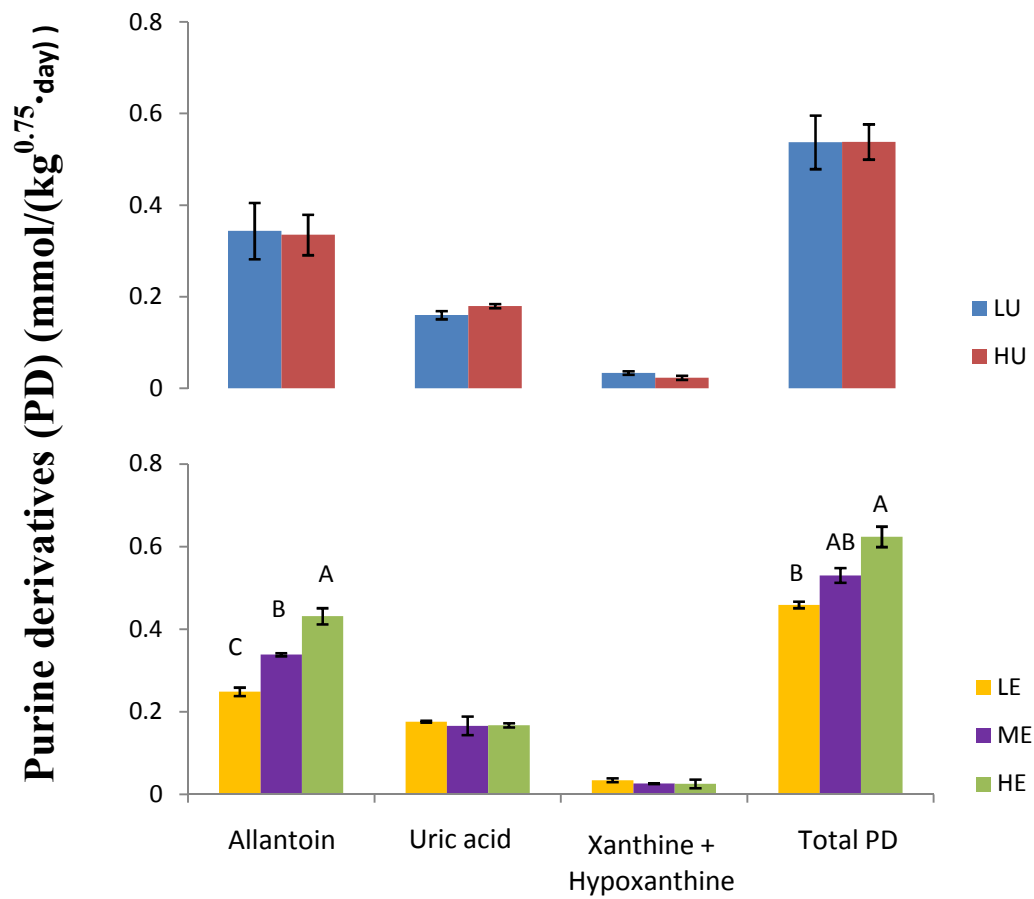 Purine derivatives (PD) (mmol/(kg0.75·day))
0.8
0.6
0.4
0.2
0
LU
HU
0.8
0.6
0.4
0.2
0
C
B
A
B
AB
A
LE
ME
HE
Allantoin
Uric acid
Xanthine +
Hypoxanthine
Total PD